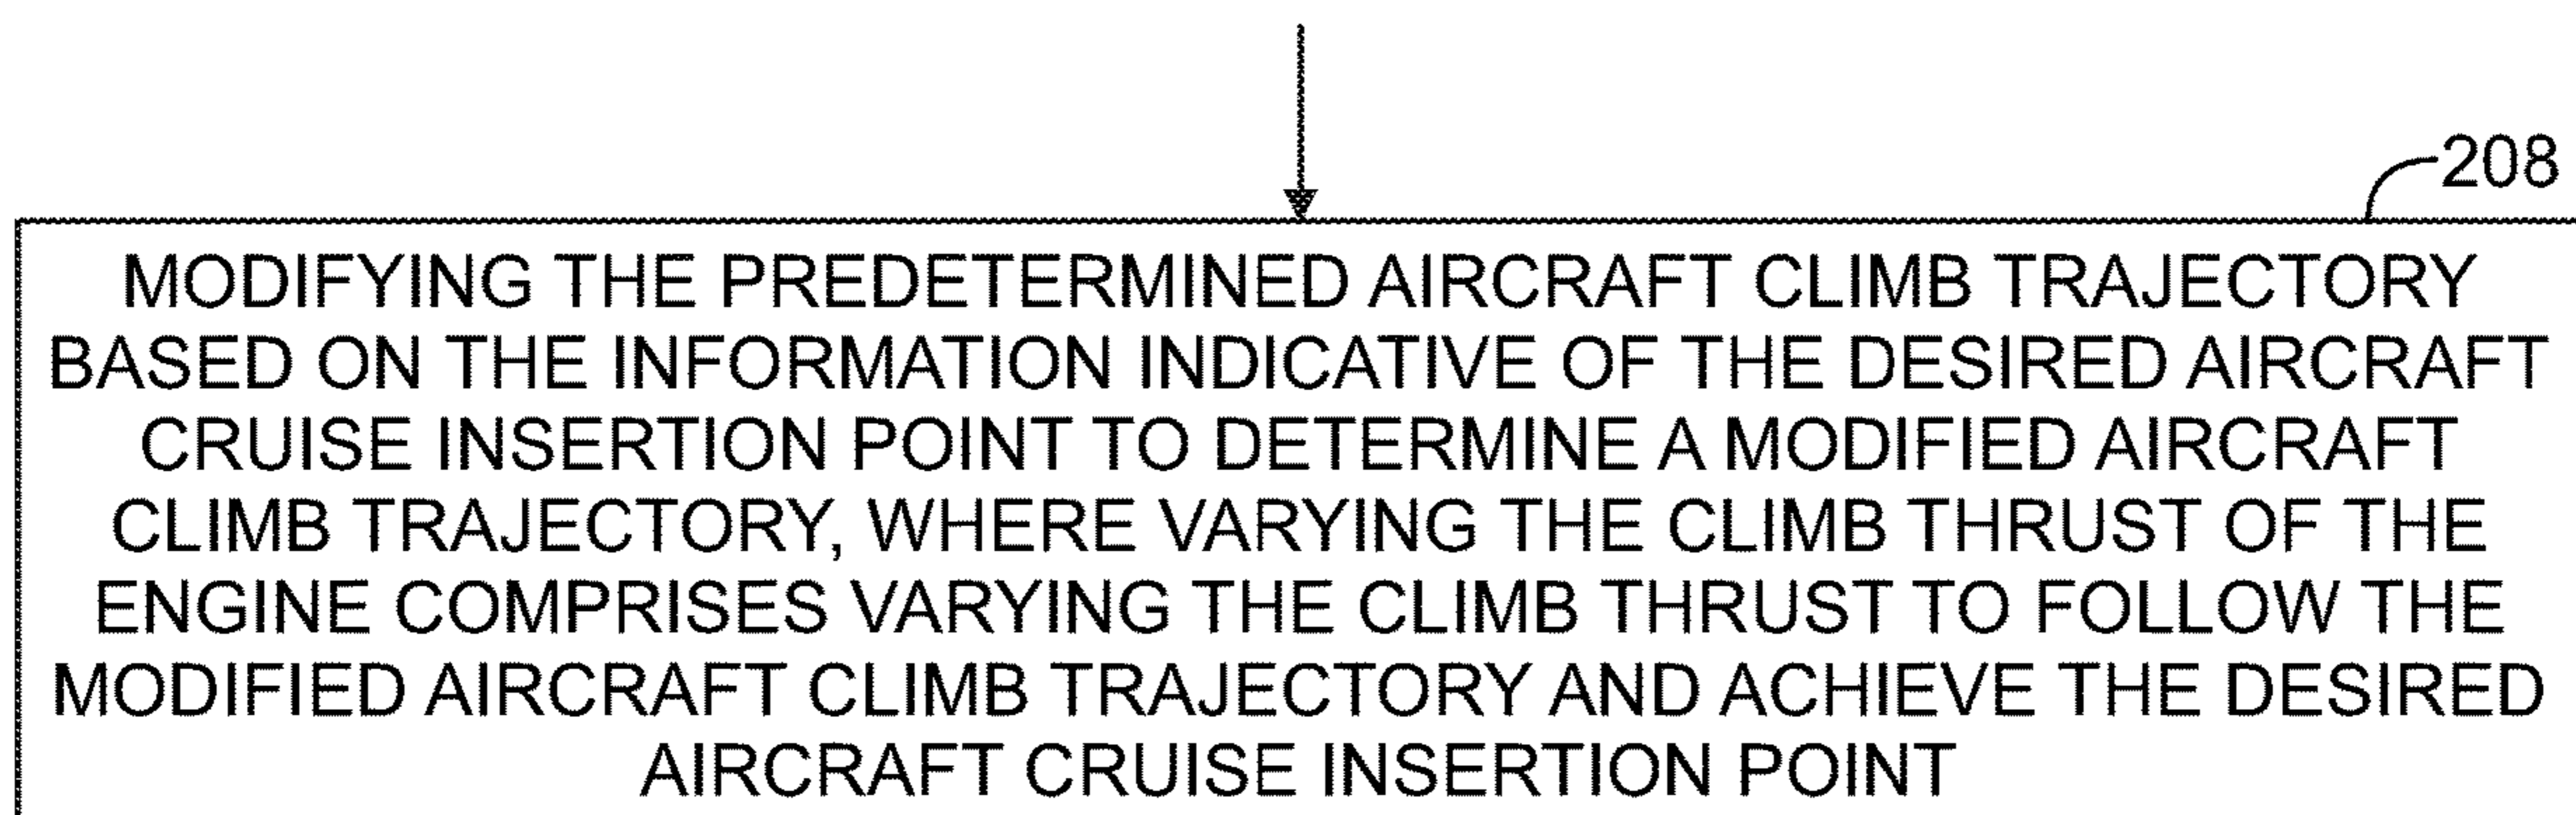 208
MODIFYING THE PREDETERMINED AIRCRAFT CLIMB TRAJECTORY
BASED ON THE INFORMATION INDICATIVE OF THE DESIRED AIRCRAFT
CRUISE INSERTION POINT TO DETERMINE A MODIFIED AIRCRAFT
CLIMB TRAJECTORY, WHERE VARYING THE CLIMB THRUST OF THE
ENGINE COMPRISES VARYING THE CLIMB THRUST TO FOLLOW THE
MODIFIED AIRCRAFT CLIMB TRAJECTORY AND ACHIEVE THE DESIRED
AIRCRAFT CRUISE INSERTION POINT